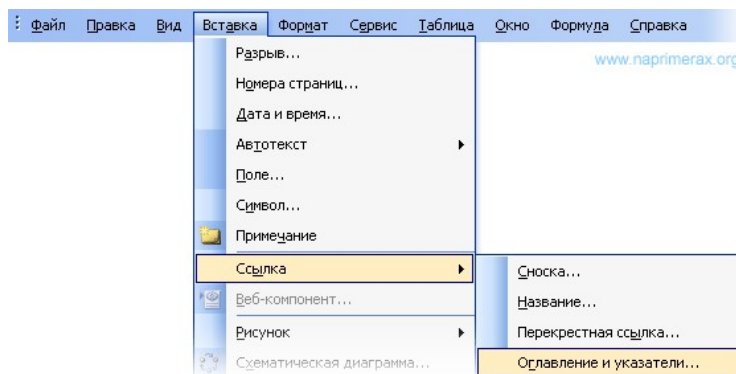 Файл Правка Вид Вставка Формат Сервис Таблица Окно Формула Справка
www.naprimerax.org
Разрыв...
Номера страниц...
Дата и время...
Автотекст
Поле...
Символ...
Примечание
Ссылка
Веб-компонент...
Рисунок
Схематическая диаграмма...
Сноска...
Название...
Перекрестная ссылка...
Оглавление и указатели...